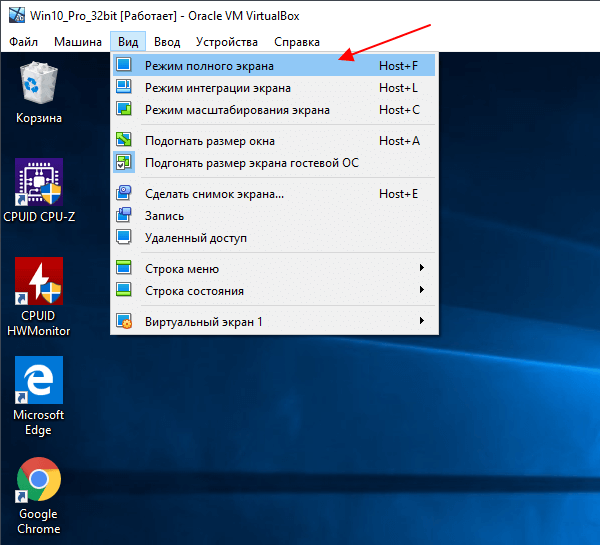 Win10_Pro_32bit [Работает] - Oracle VM VirtualBox
Файл Машина Вид Ввод Устройства Справка
Режим полного экрана Host+F
Режим интеграции экрана Host+L
Режим масштабирования экрана Host+C
Подогнать размер окна Host+A
Подгонять размер экрана гостевой ОС
Сделать снимок экрана... Host+E
Запись
Удаленный доступ
Строка меню
Строка состояния
Виртуальный экран 1
Корзина
CPUID CPU-Z
CPUID
HWMonitor
Microsoft
Edge
Google
Chrome